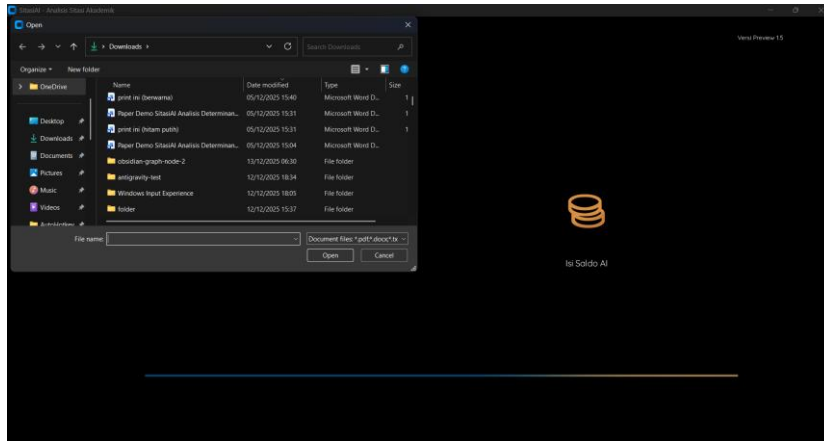 SitasiAI - Analisis Sitasi Akademik
Open
Downloads
Search Downloads
Versi Preview 1.5
Organize
New folder
Name Date modified Type Size
OneDrive
Desktop
Downloads
Documents
Pictures
Music
Videos
print ini (berwarna) 05/12/2025 15:40 Microsoft Word D... 1
Paper Demo SitasiAI Analisis Determinan... 05/12/2025 15:31 Microsoft Word D... 1
print ini (hitam putih) 05/12/2025 15:31 Microsoft Word D... 1
Paper Demo SitasiAI Analisis Determinan... 05/12/2025 15:04 Microsoft Word D...
obsidian-graph-node-2 13/12/2025 06:30 File folder
antigravity-test 12/12/2025 18:34 File folder
Windows Input Experience 12/12/2025 18:05 File folder
folder 12/12/2025 15:37 File folder
File name:
Document files: *.pdf;*.docx;*.tx
Open
Cancel
Isi Saldo AI